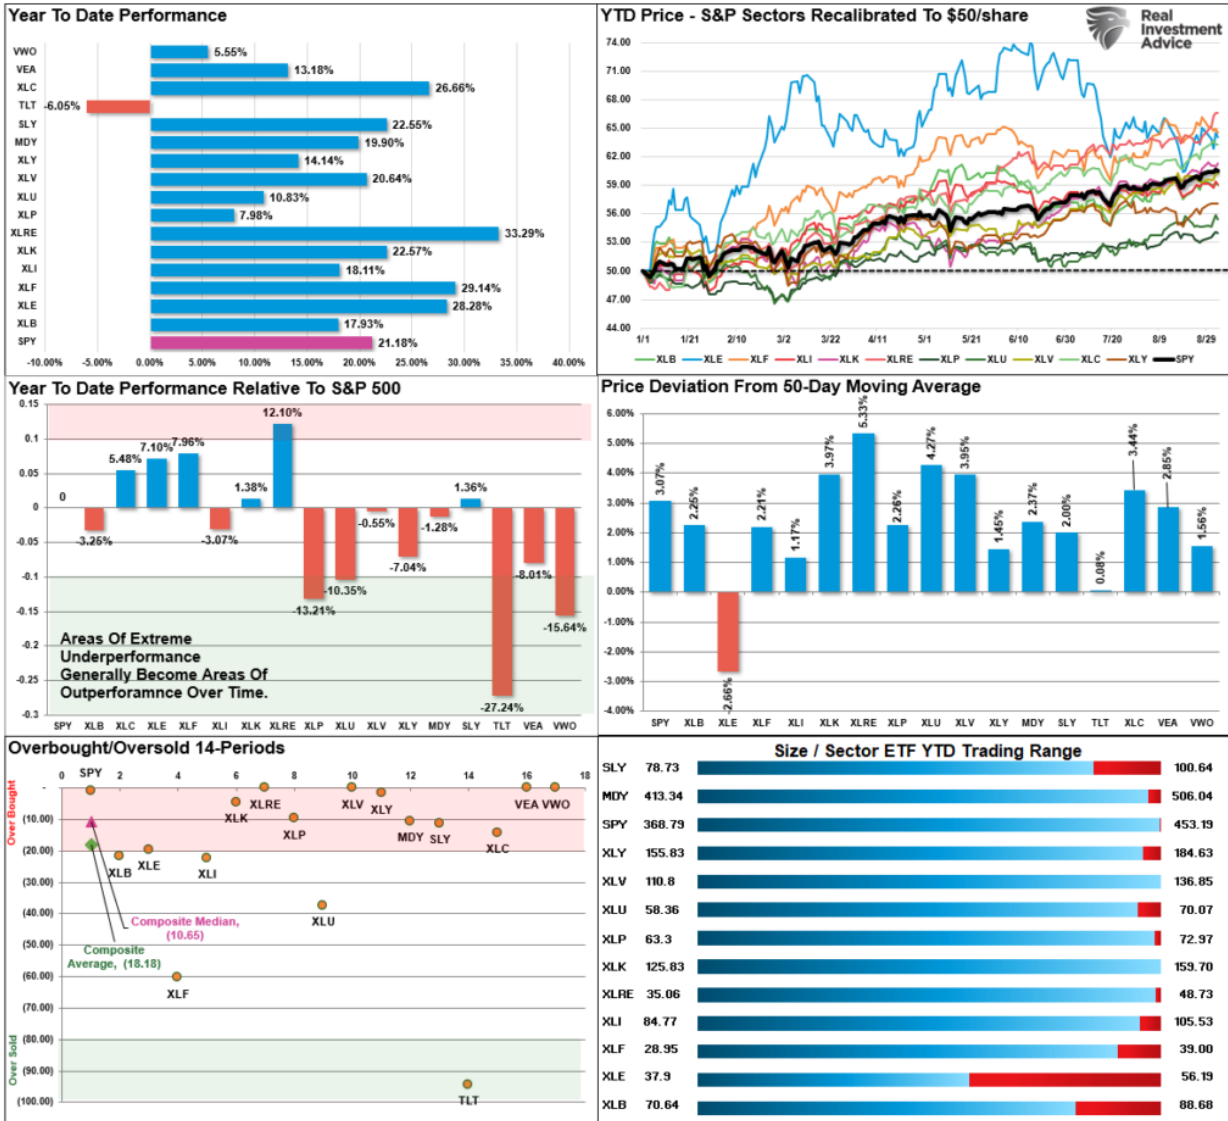 Year To Date Performance
VWO 5.55%
VEA 13.18%
XLC 26.66%
TLT -6.05%
SLY 22.55%
MDY 19.90%
XLY 14.14%
XLV 20.64%
XLU 10.83%
XLP 7.98%
XLRE 33.29%
XLK 22.57%
XLI 18.11%
XLF 29.14%
XLE 28.28%
XLB 17.93%
SPY 21.18%
-10.00% -5.00% 0.00% 5.00% 10.00% 15.00% 20.00% 25.00% 30.00% 35.00% 40.00%
YTD Price - S&P Sectors Recalibrated To $50/share
Real
Investment
Advice
74.00
71.00
68.00
65.00
62.00
59.00
56.00
53.00
50.00
47.00
44.00
1/1 1/21 2/10 3/2 3/22 4/11 5/1 5/21 6/10 6/30 7/20 8/9 8/29
XLB XLE XLF XLI XLK XLRE XLP XLU XLV XLC XLY SPY
Year To Date Performance Relative To S&P 500
0.15
0.1
0.05
0
-0.05
-0.1
-0.15
-0.2
-0.25
-0.3
0
-3.25%
5.48%
7.10%
7.96%
-3.07%
1.38%
12.10%
-13.21%
-10.35%
-0.55%
-7.04%
-1.28%
1.36%
-27.24%
-8.01%
-15.64%
Areas Of Extreme
Underperformance
Generally Become Areas Of
Outperforamnce Over Time.
SPY XLB XLC XLE XLF XLI XLK XLRE XLP XLU XLV XLY MDY SLY TLT VEA VWO
Price Deviation From 50-Day Moving Average
6.00%
5.00%
4.00%
3.00%
2.00%
1.00%
0.00%
-1.00%
-2.00%
-3.00%
-4.00%
3.07%
2.25%
-2.66%
2.21%
1.17%
3.97%
5.33%
2.26%
4.27%
3.95%
1.45%
2.37%
2.00%
0.08%
3.44%
2.85%
1.56%
SPY XLB XLE XLF XLI XLK XLRE XLP XLU XLV XLY MDY SLY TLT XLC VEA VWO
Overbought/Oversold 14-Periods
0 2 4 6 8 10 12 14 16 18
Over Bought
Over Sold
-
(10.00)
(20.00)
(30.00)
(40.00)
(50.00)
(60.00)
(70.00)
(80.00)
(90.00)
(100.00)
SPY
XLB
XLE
XLF
XLI
XLK
XLRE
XLP
XLU
XLV
XLY
MDY
SLY
TLT
XLC
VEA VWO
Composite Median,
(10.65)
Composite
Average, (18.18)
Size / Sector ETF YTD Trading Range
SLY 78.73 100.64
MDY 413.34 506.04
SPY 368.79 453.19
XLY 155.83 184.63
XLV 110.8 136.85
XLU 58.36 70.07
XLP 63.3 72.97
XLK 125.83 159.70
XLRE 35.06 48.73
XLI 84.77 105.53
XLF 28.95 39.00
XLE 37.9 56.19
XLB 70.64 88.68